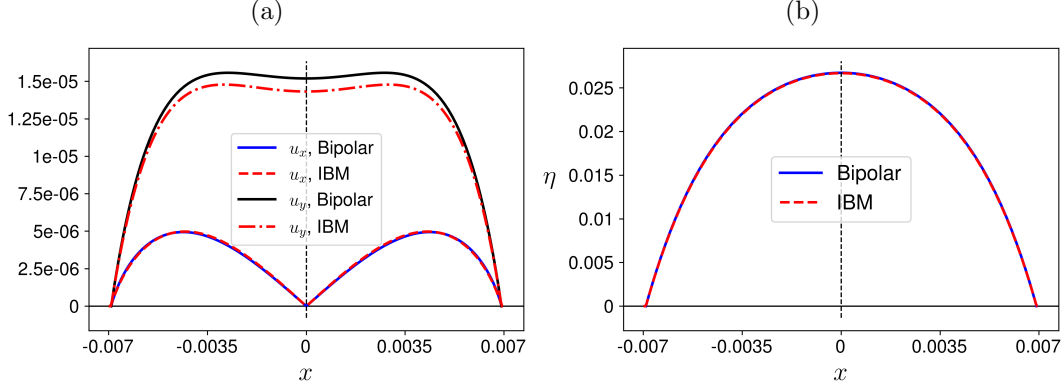 (a)
(b)
1.5e-05
1.25e-05
1e-05
7.5e-06
5e-06
2.5e-06
0
u_x, Bipolar
u_x, IBM
u_y, Bipolar
u_y, IBM
-0.007
-0.0035
0
0.0035
0.007
x
η
0.025
0.02
0.015
0.01
0.005
0
Bipolar
IBM
-0.007
-0.0035
0
0.0035
0.007
x